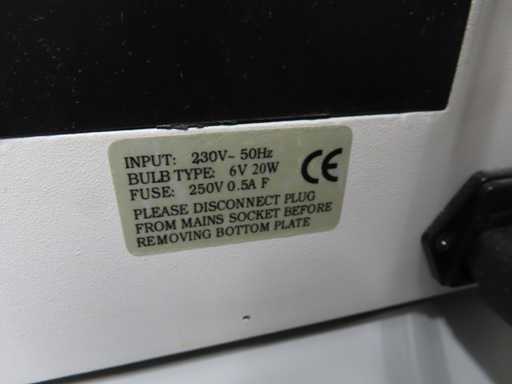 INPUT: 230V~ 50Hz
BULB TYPE: 6V 20W
FUSE: 250V 0.5A F
CE
PLEASE DISCONNECT PLUG
FROM MAINS SOCKET BEFORE
REMOVING BOTTOM PLATE